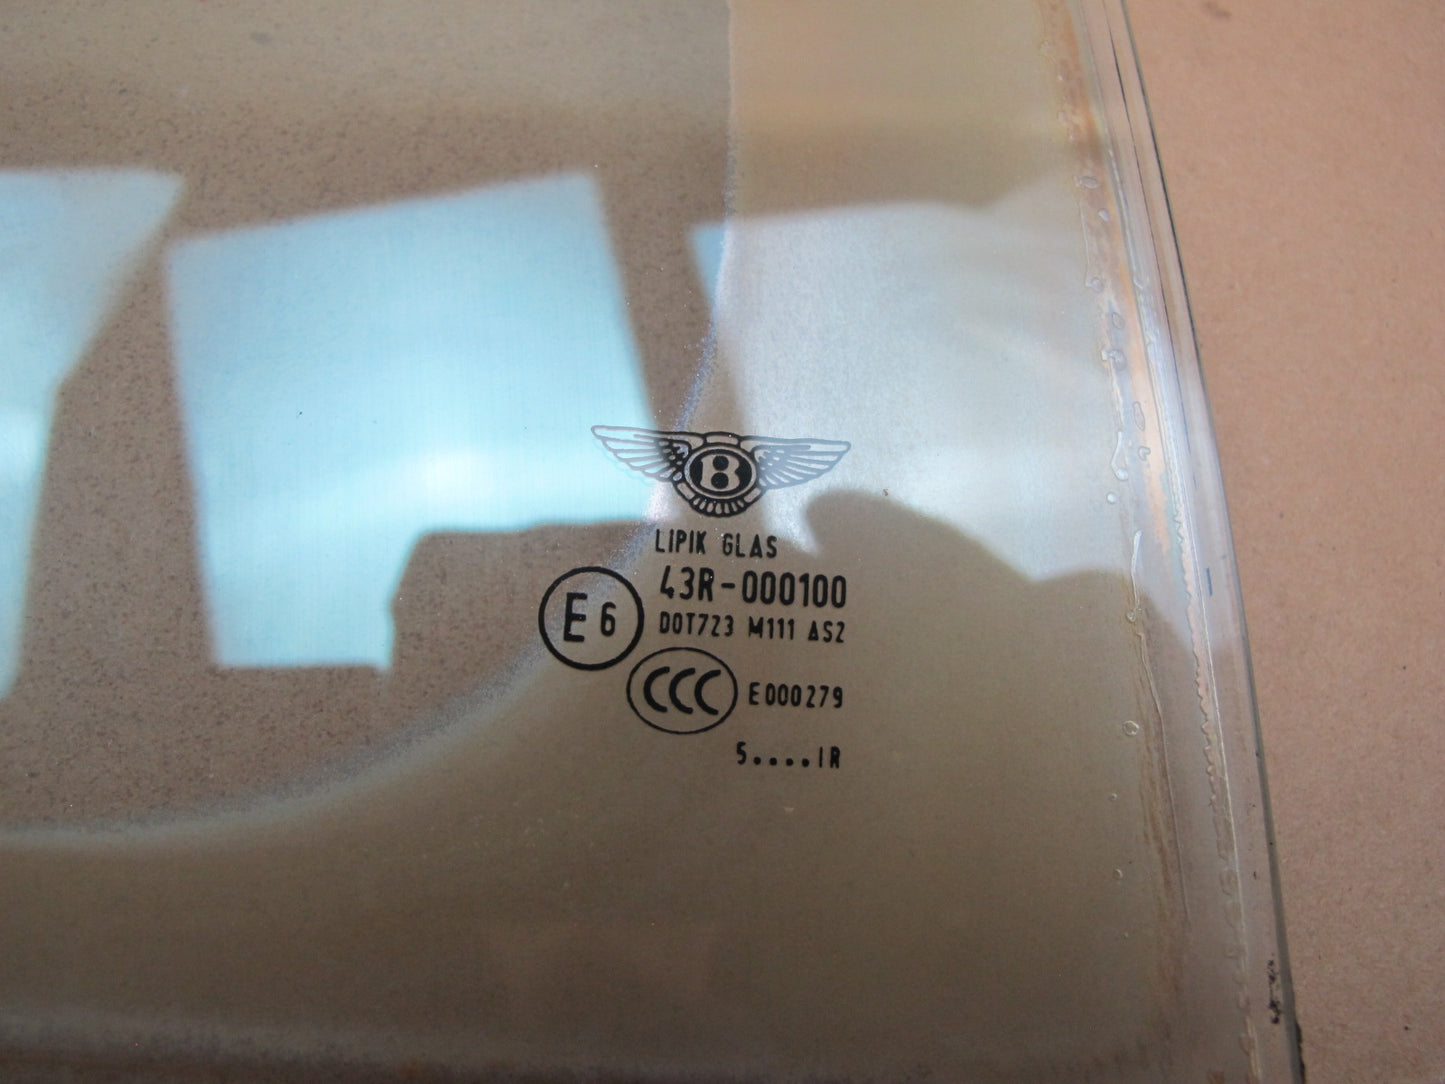 B
LIPIK GLAS
43R-000100
E6
DOT723 M111 AS2
CCC E000279
5....IR